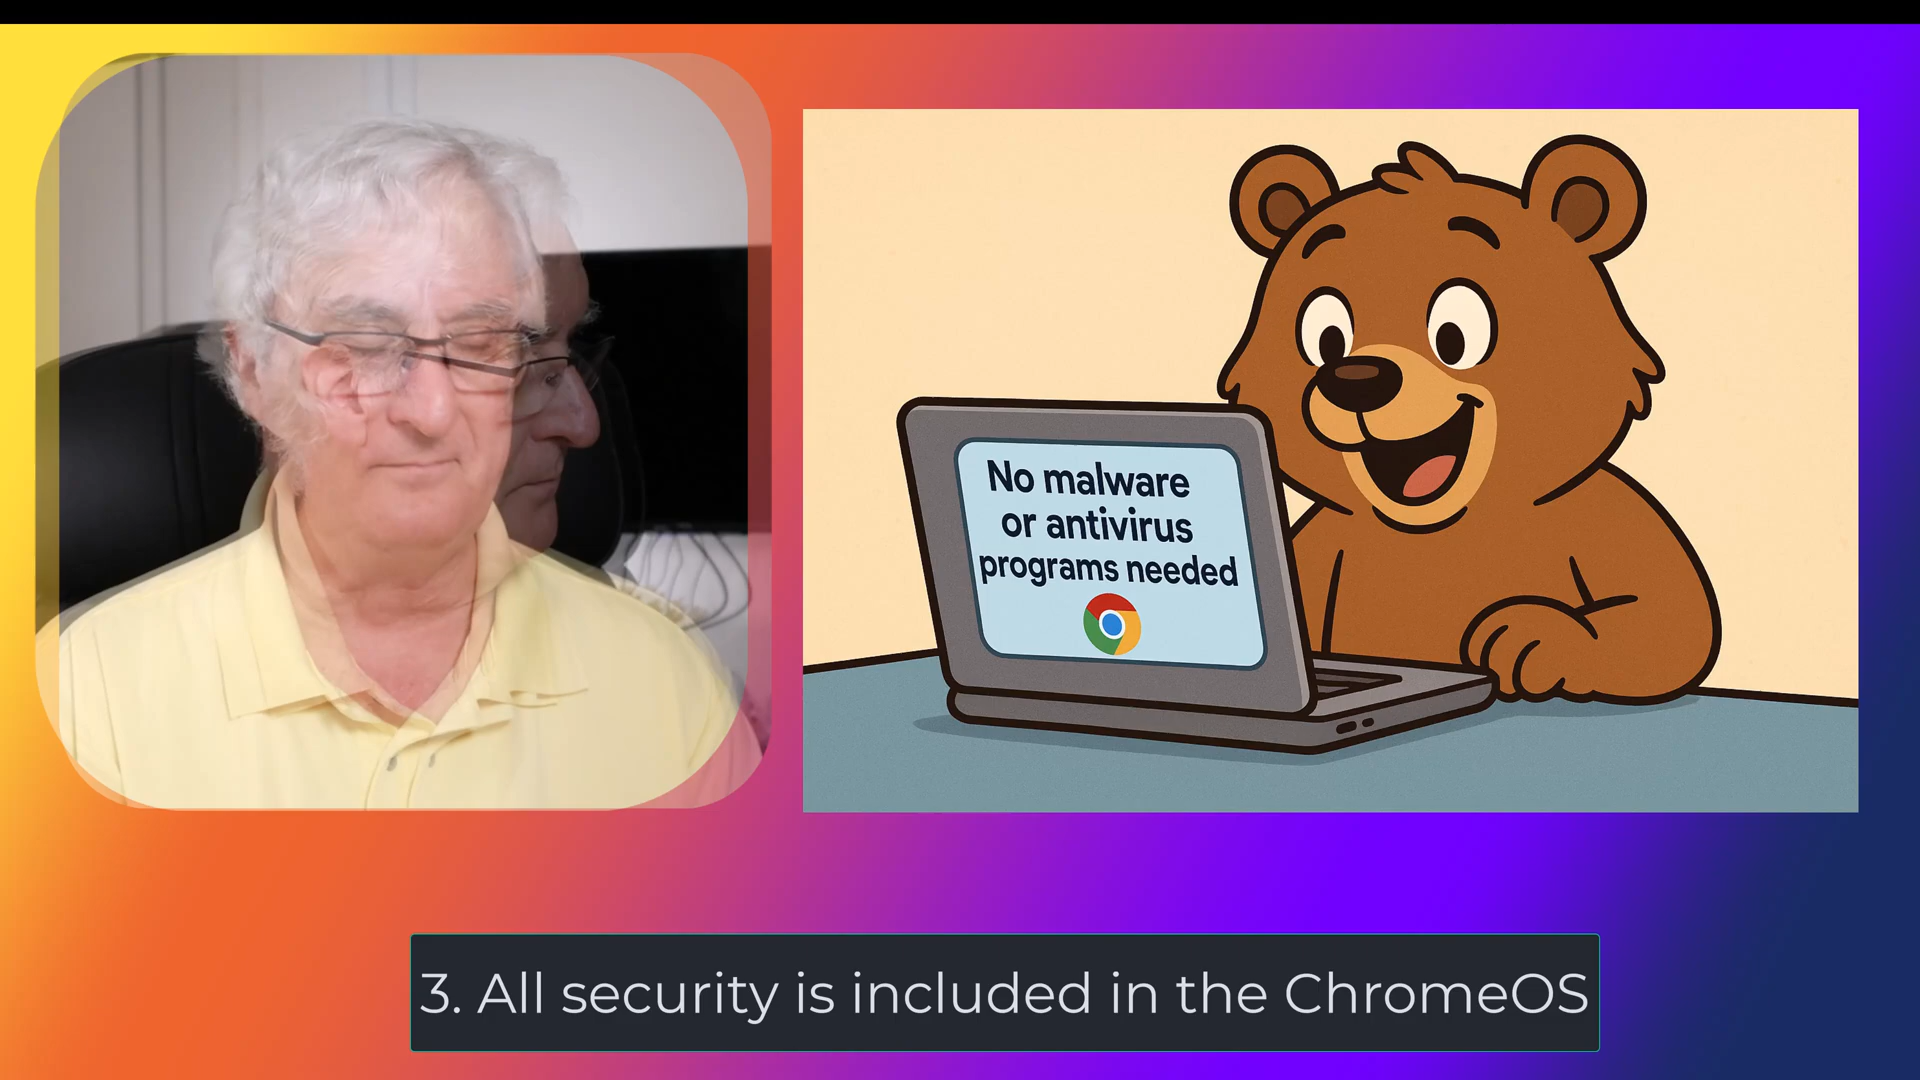 No malware
or antivirus
programs needed
3. All security is included in the ChromeOS